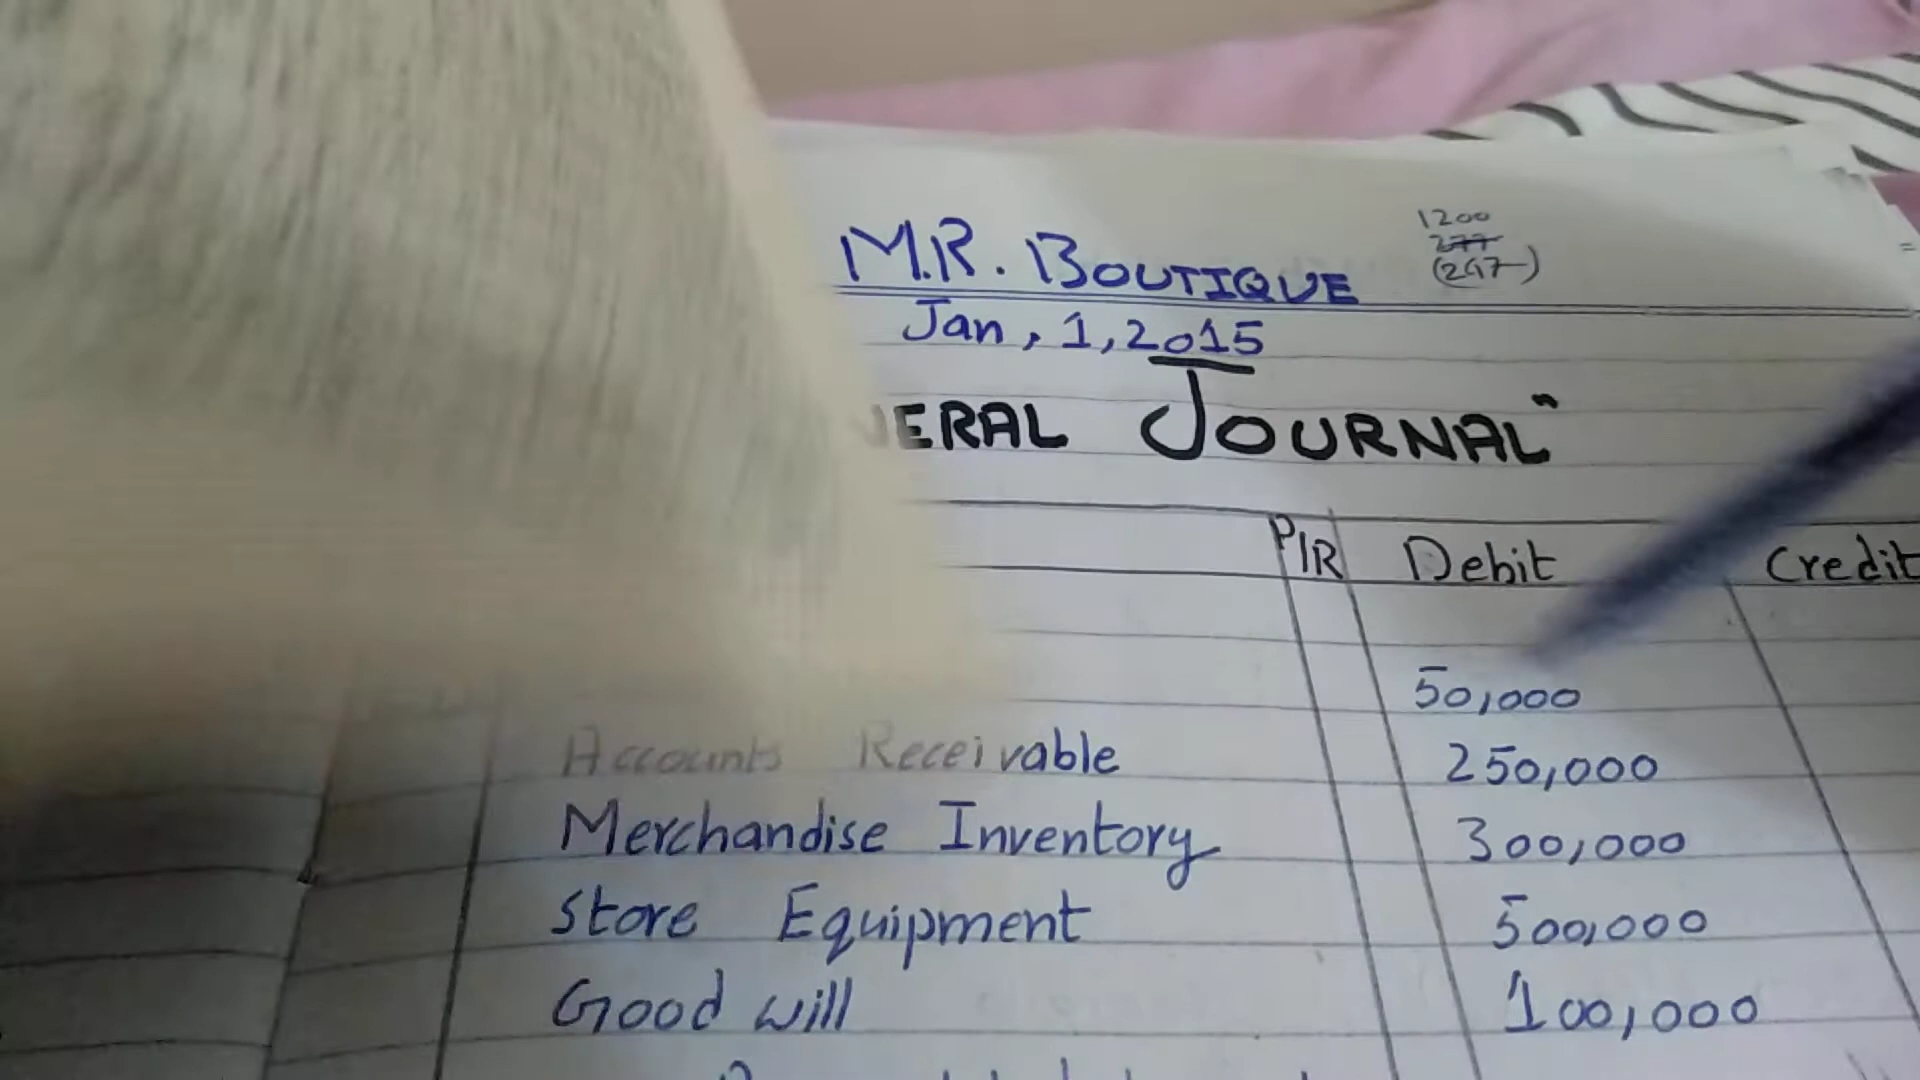 1200
277
(297)
M.R. BOUTIQUE
Jan, 1, 2015
NERAL JOURNAL"
P/R Debit Credit
50,000
Accounts Receivable 250,000
Merchandise Inventory 300,000
Store Equipment 500,000
Good will 100,000